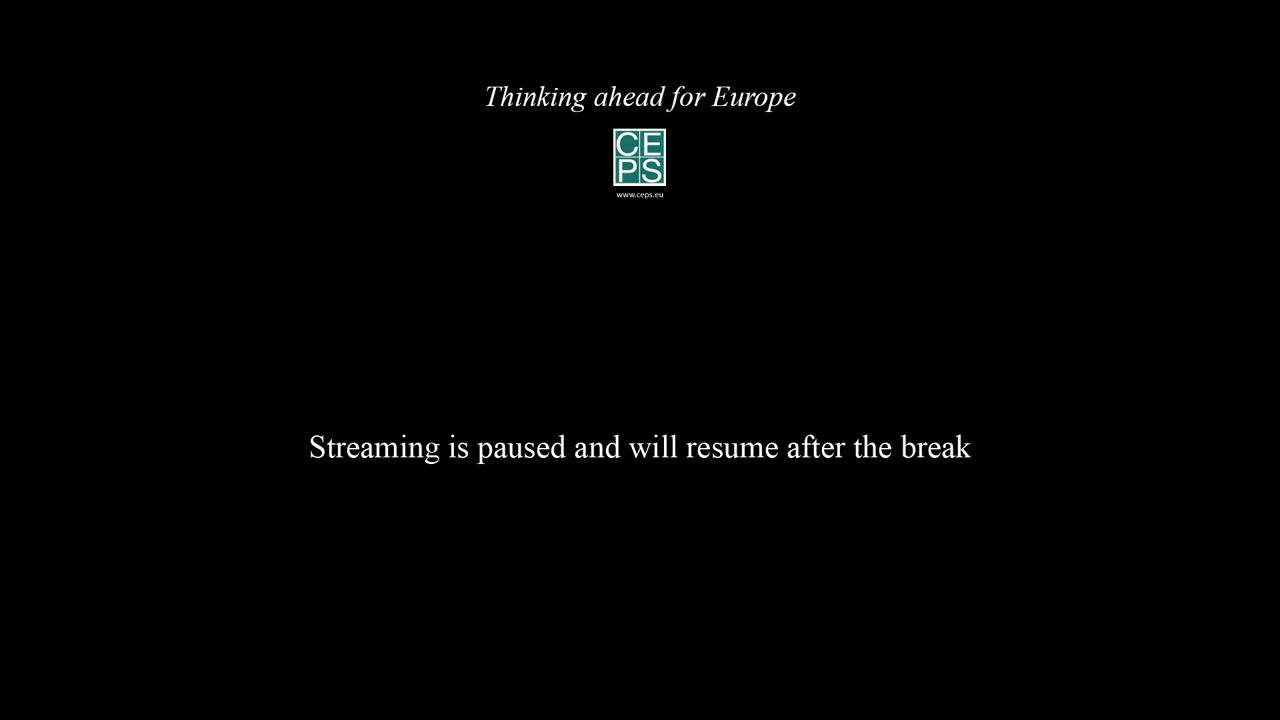 Thinking ahead for Europe
CE
PS
www.ceps.eu
Streaming is paused and will resume after the break